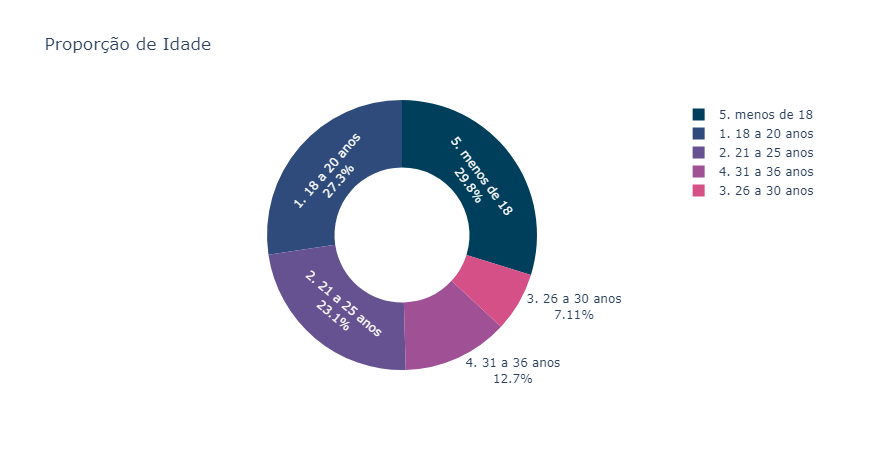 Proporção de Idade
5. menos de 18
29.8%
1. 18 a 20 anos
27.3%
2. 21 a 25 anos
23.1%
4. 31 a 36 anos
12.7%
3. 26 a 30 anos
7.11%
5. menos de 18
1. 18 a 20 anos
2. 21 a 25 anos
4. 31 a 36 anos
3. 26 a 30 anos